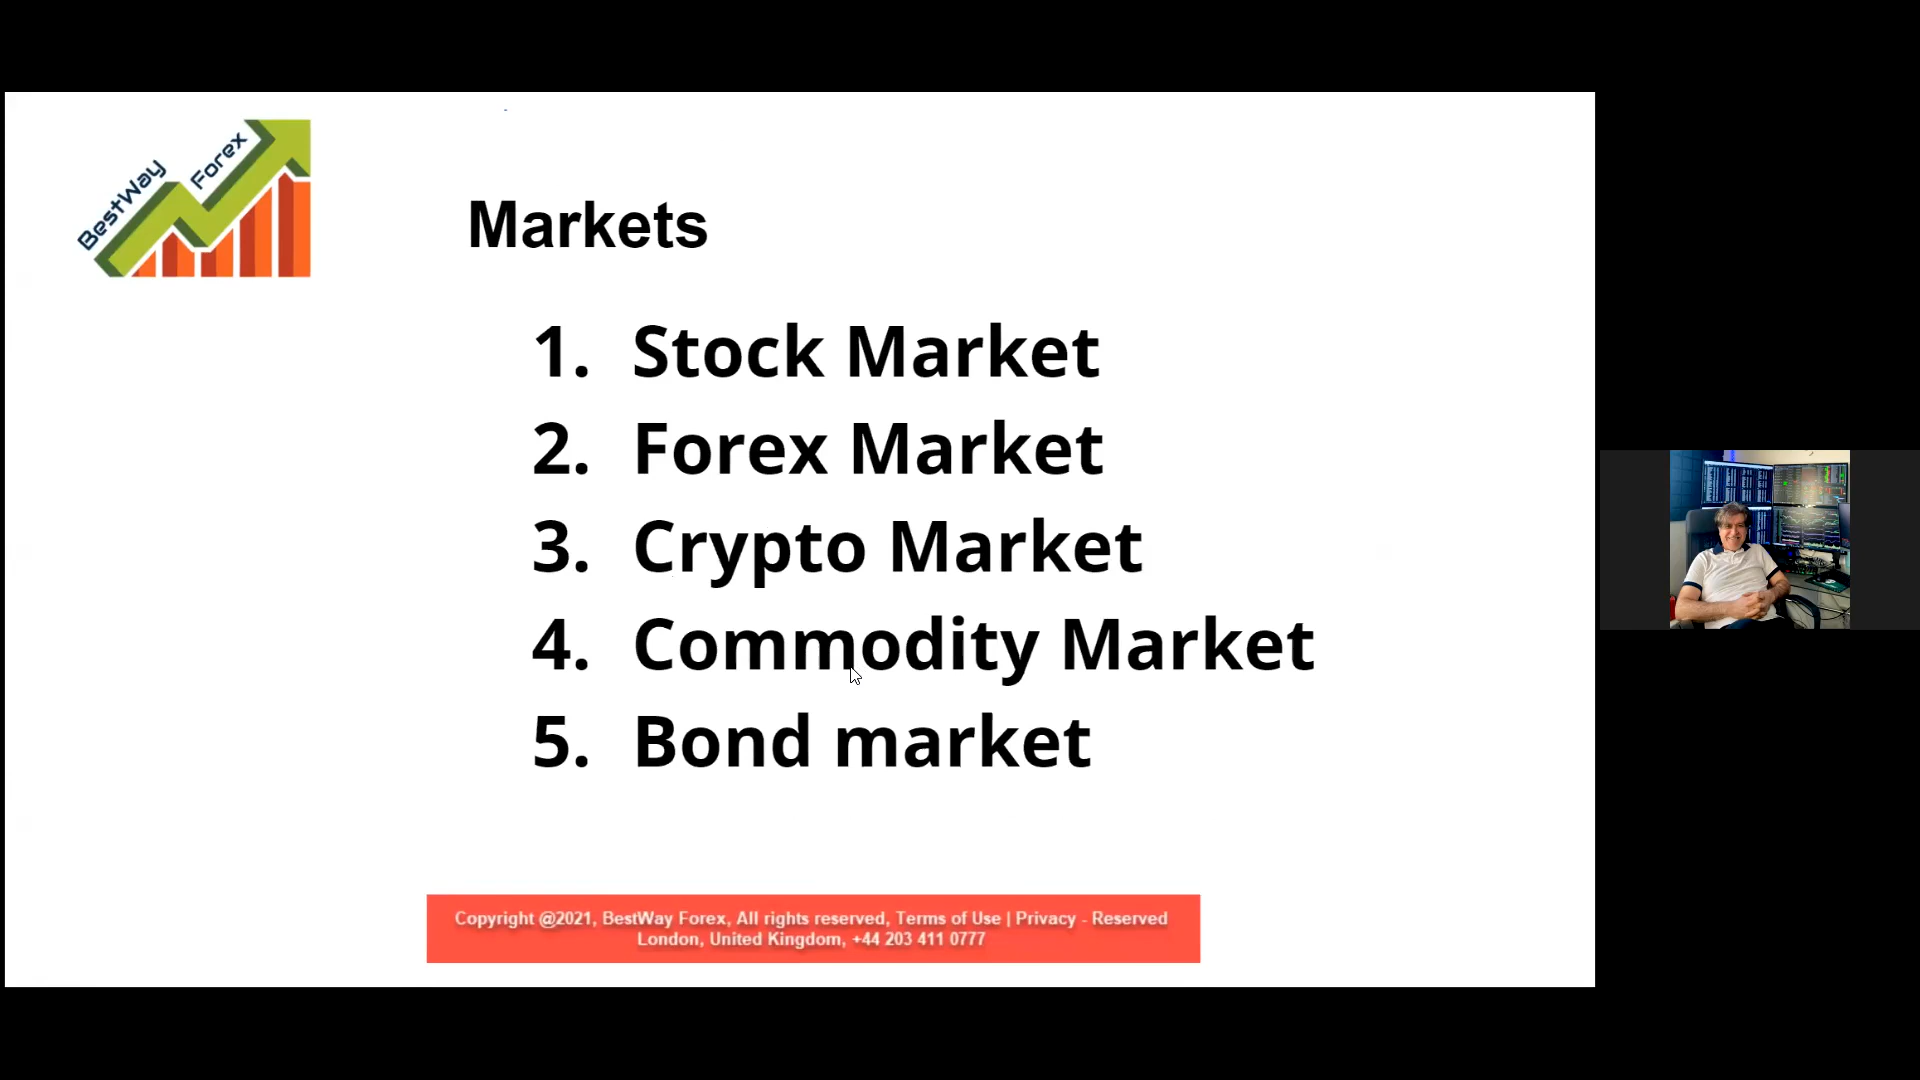 BestWay Forex
Markets
1. Stock Market
2. Forex Market
3. Crypto Market
4. Commodity Market
5. Bond market
Copyright @2021, BestWay Forex, All rights reserved, Terms of Use | Privacy - Reserved
London, United Kingdom, +44 203 411 0777